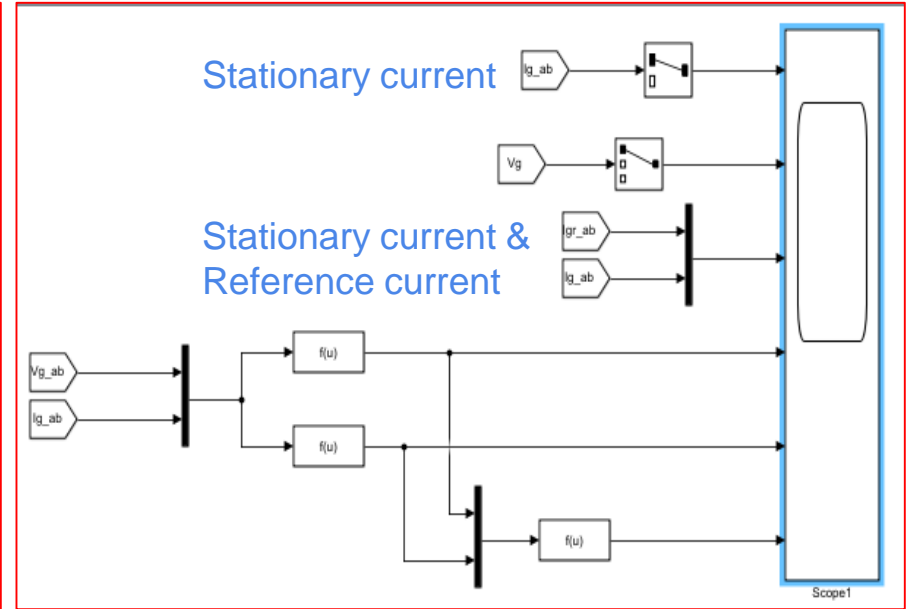 Stationary current
Ig_ab
Vg
Stationary current &
Reference current
Igr_ab
Ig_ab
Vg_ab
Ig_ab
f(u)
f(u)
f(u)
Scope1